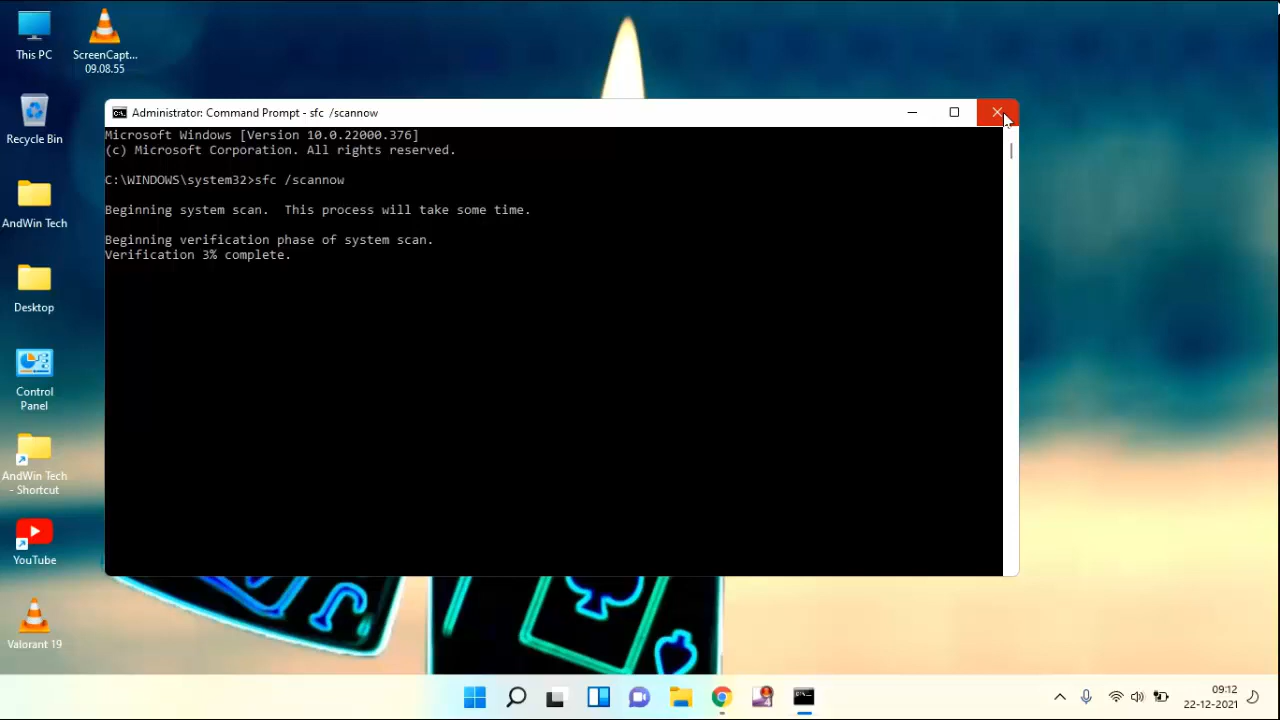 This PC
ScreenCapt...
09.08.55
Recycle Bin
AndWin Tech
Desktop
Control
Panel
AndWin Tech
- Shortcut
YouTube
Valorant 19
Administrator: Command Prompt - sfc  /scannow
Microsoft Windows [Version 10.0.22000.376]
(c) Microsoft Corporation. All rights reserved.
C:\WINDOWS\system32>sfc /scannow
Beginning system scan.  This process will take some time.
Beginning verification phase of system scan.
Verification 3% complete.
4
09:12
22-12-2021